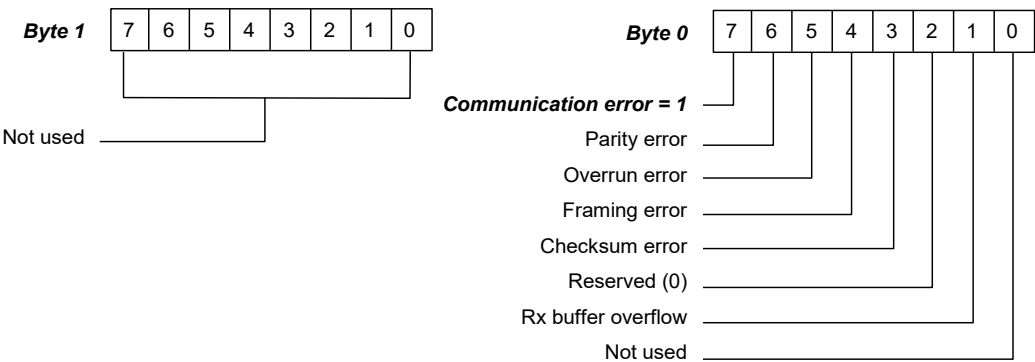 Byte 1 7 6 5 4 3 2 1 0
Not used
Byte 0 7 6 5 4 3 2 1 0
Communication error = 1
Parity error
Overrun error
Framing error
Checksum error
Reserved (0)
Rx buffer overflow
Not used